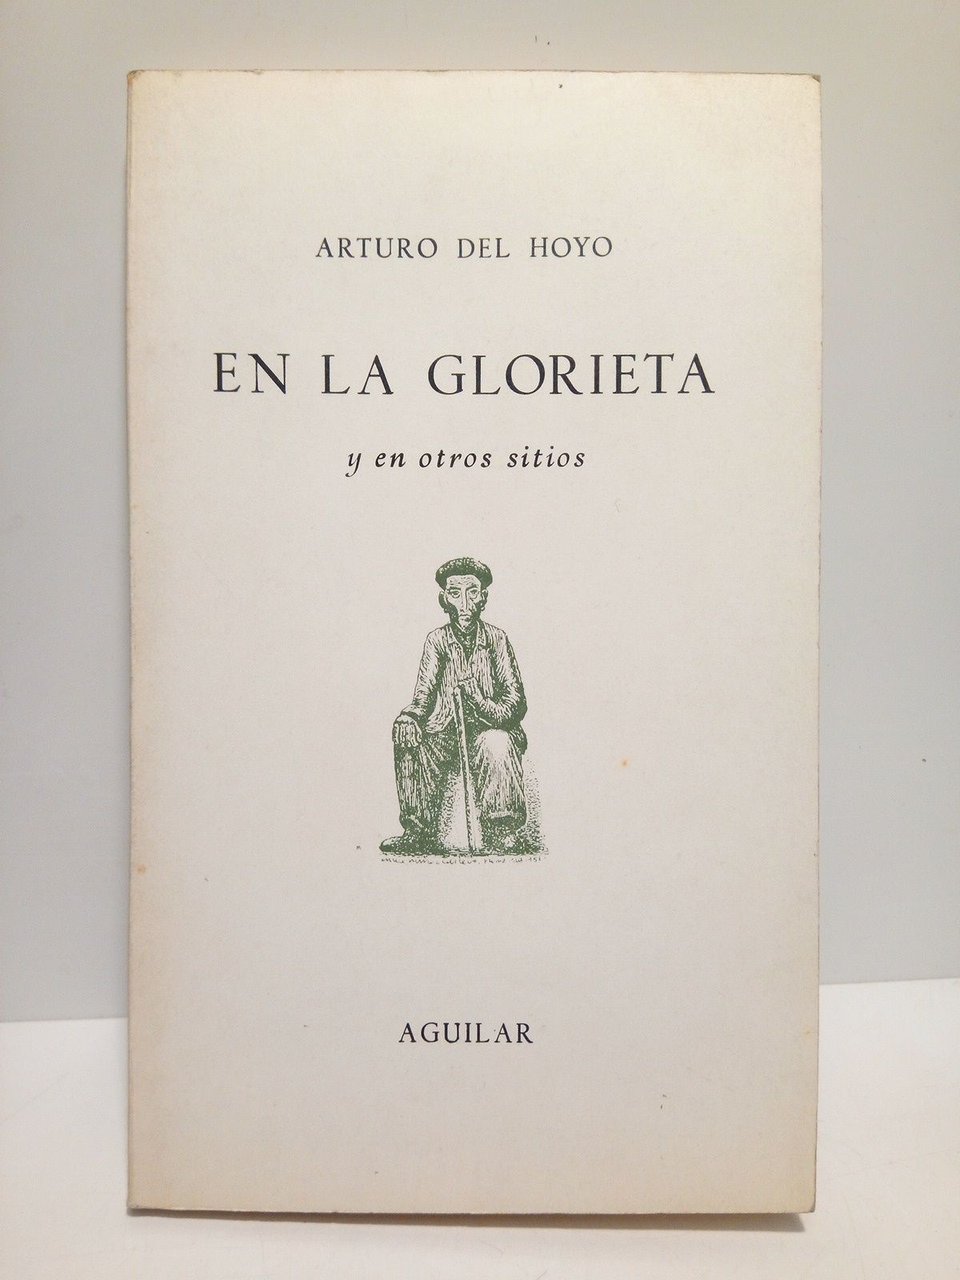 ARTURO DEL HOYO
EN LA GLORIETA
y en otros sitios
AGUILAR